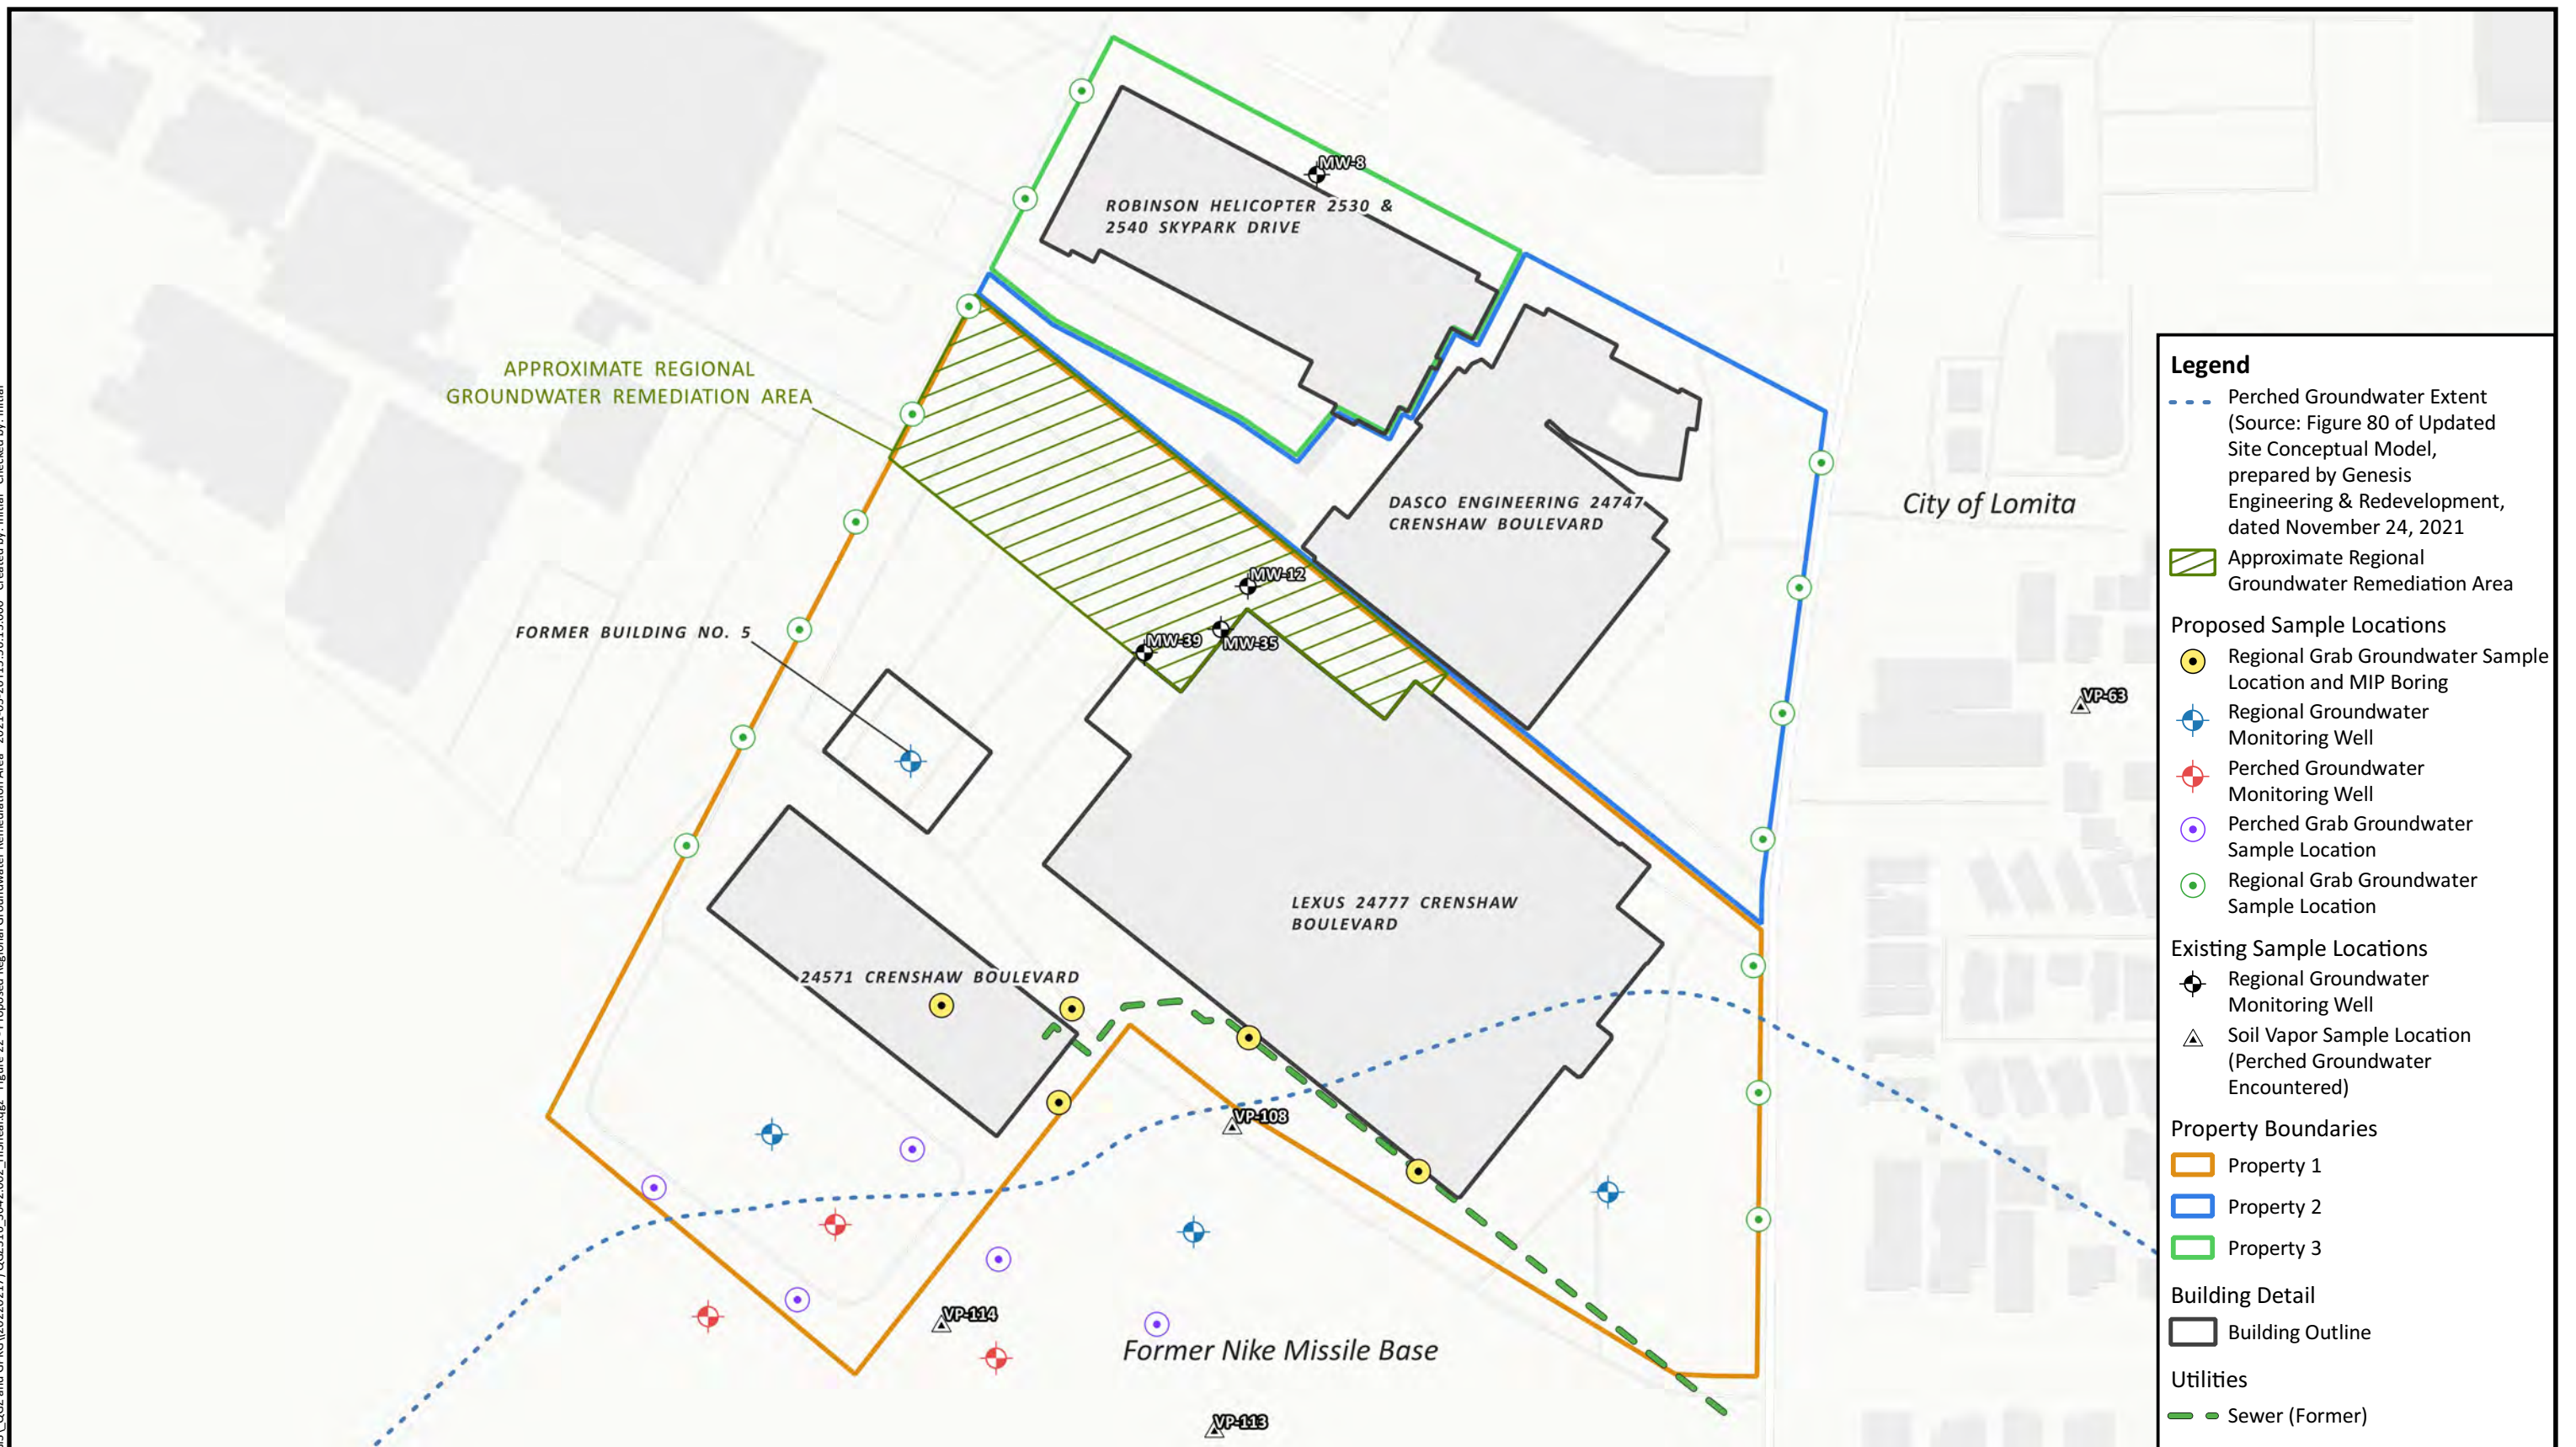 MW-8
ROBINSON HELICOPTER 2530 &
2540 SKYPARK DRIVE
APPROXIMATE REGIONAL
GROUNDWATER REMEDIATION AREA
DASCO ENGINEERING 24747
CRENSHAW BOULEVARD
City of Lomita
MW-12
MW-39
MW-35
FORMER BUILDING NO. 5
VP-63
LEXUS 24777 CRENSHAW
BOULEVARD
24571 CRENSHAW BOULEVARD
VP-108
VP-114
Former Nike Missile Base
VP-113
Legend
Perched Groundwater Extent
(Source: Figure 80 of Updated
Site Conceptual Model,
prepared by Genesis
Engineering & Redevelopment,
dated November 24, 2021
Approximate Regional
Groundwater Remediation Area
Proposed Sample Locations
Regional Grab Groundwater Sample
Location and MIP Boring
Regional Groundwater
Monitoring Well
Perched Groundwater
Monitoring Well
Perched Grab Groundwater
Sample Location
Regional Grab Groundwater
Sample Location
Existing Sample Locations
Regional Groundwater
Monitoring Well
Soil Vapor Sample Location
(Perched Groundwater
Encountered)
Property Boundaries
Property 1
Property 2
Property 3
Building Detail
Building Outline
Utilities
Sewer (Former)